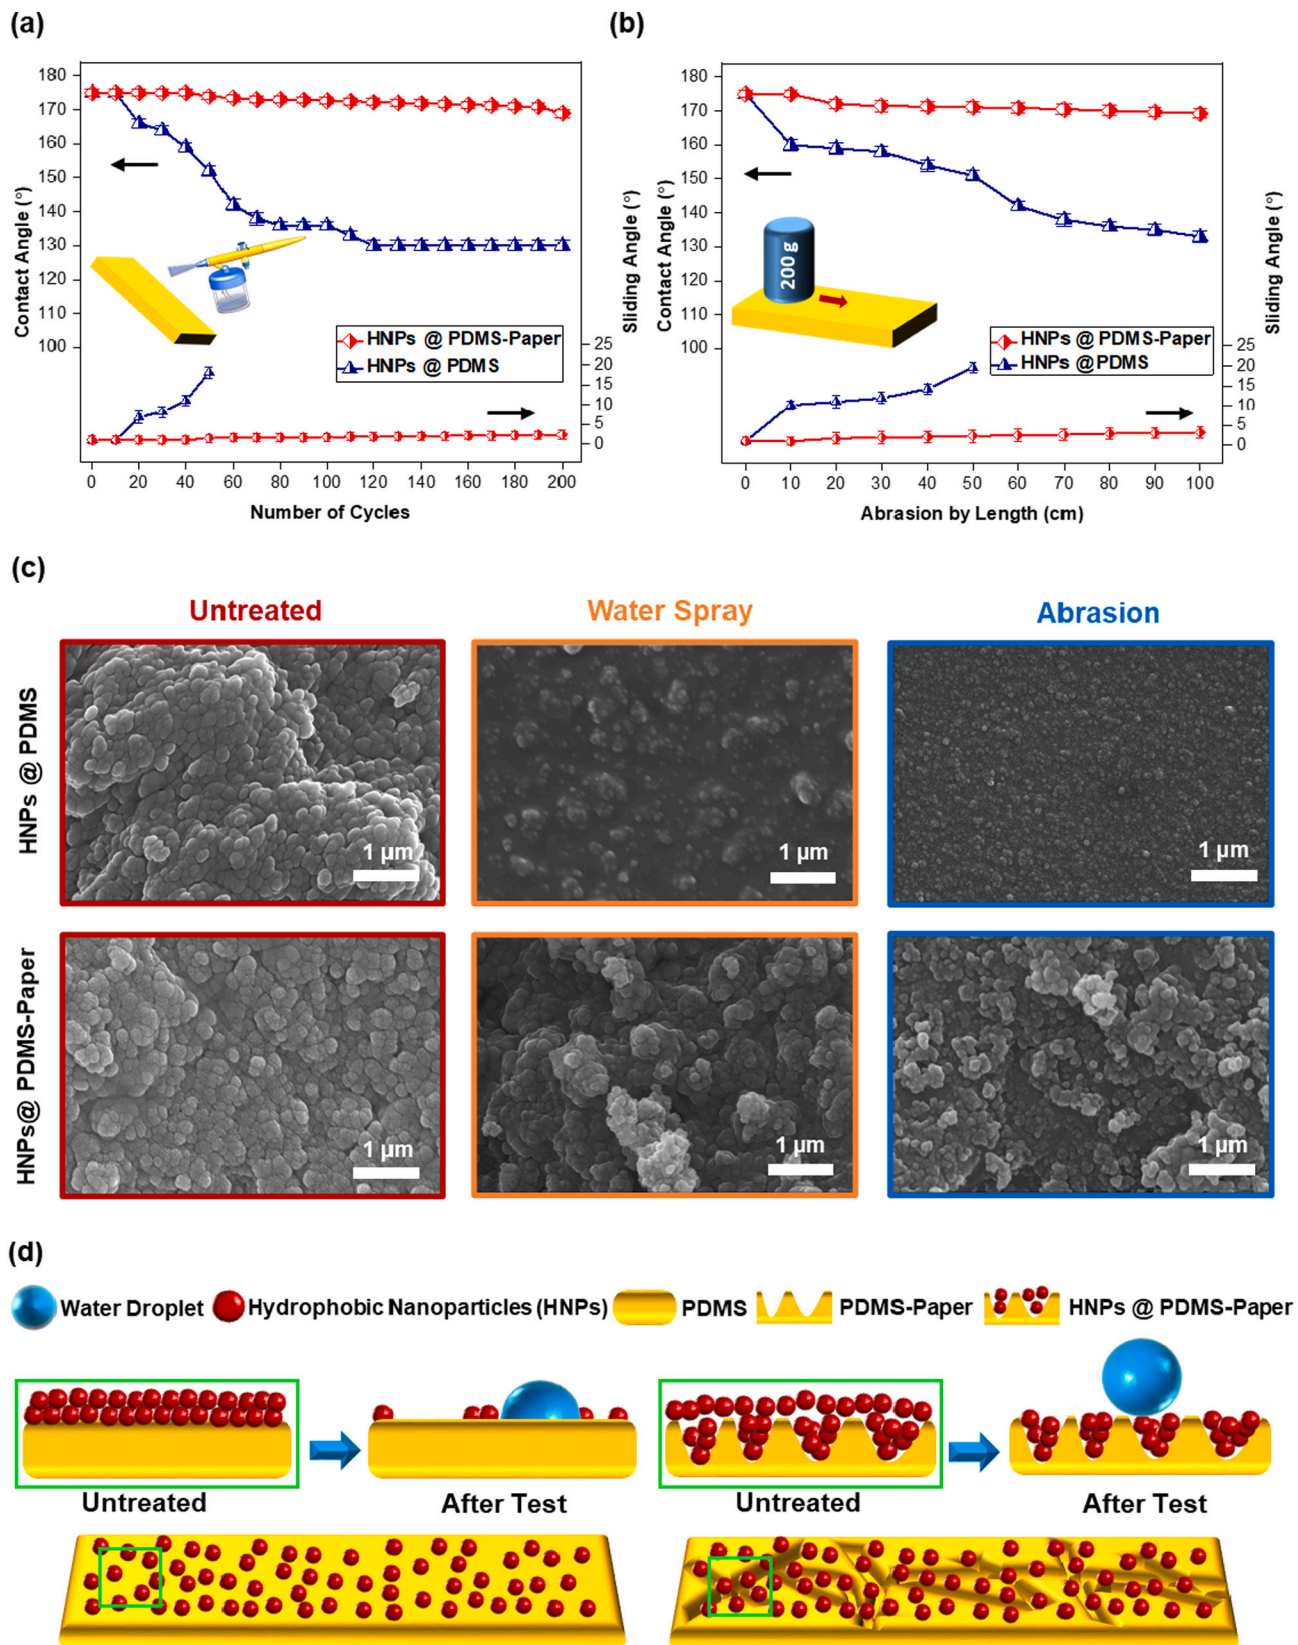 (a)
(b)
180
170
160
150
140
130
120
110
100
Contact Angle (°)
Sliding Angle (°)
25
20
15
10
5
0
HNPs @ PDMS-Paper
HNPs @ PDMS
0 20 40 60 80 100 120 140 160 180 200
Number of Cycles
180
170
160
150
140
130
120
110
100
Contact Angle (°)
Sliding Angle (°)
200 g
25
20
15
10
5
0
HNPs @ PDMS-Paper
HNPs @ PDMS
0 10 20 30 40 50 60 70 80 90 100
Abrasion by Length (cm)
(c)
Untreated Water Spray Abrasion
HNPs @ PDMS
1 µm 1 µm 1 µm
HNPs@ PDMS-Paper
1 µm 1 µm 1 µm
(d)
Water Droplet Hydrophobic Nanoparticles (HNPs) PDMS PDMS-Paper HNPs @ PDMS-Paper
Untreated After Test Untreated After Test